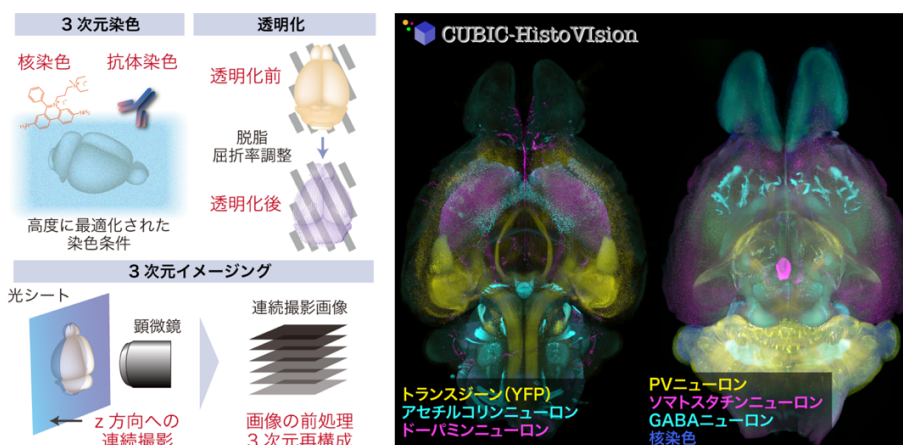 3次元染色
核染色
抗体染色
高度に最適化された
染色条件
透明化
透明化前
脱脂
屈折率調整
透明化後
3次元イメージング
光シート
顕微鏡
z方向への
連続撮影
連続撮影画像
画像の前処理
3次元再構成
CUBIC-HistoVIsion
トランスジーン(YFP)
アセチルコリンニューロン
ドーパミンニューロン
PVニューロン
ソマトスタチンニューロン
GABAニューロン
核染色